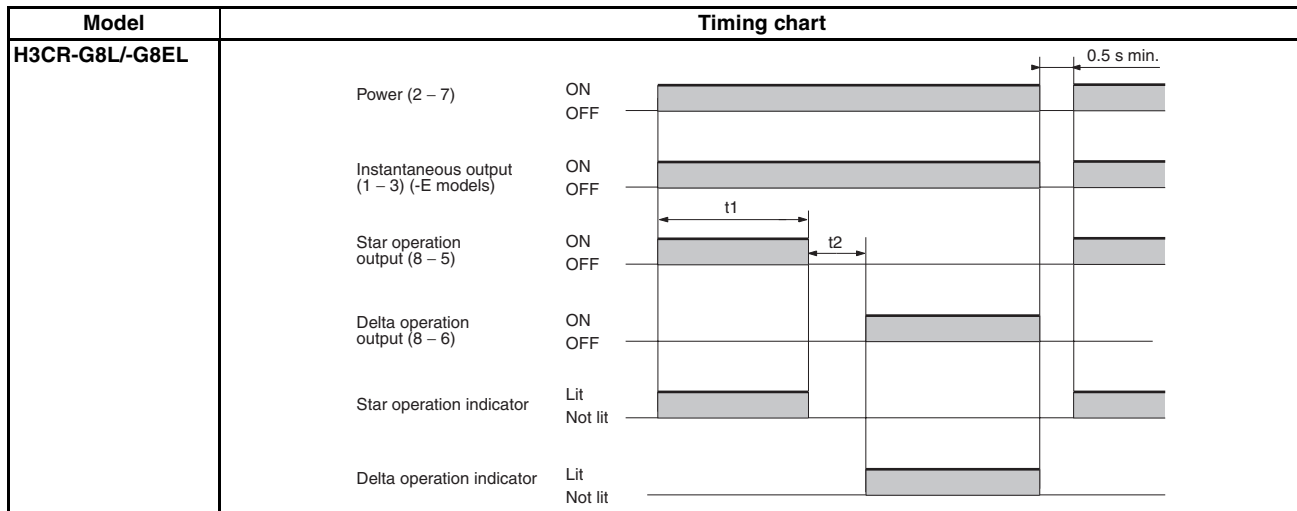 Model
Timing chart
H3CR-G8L/-G8EL
0.5 s min.
Power (2 – 7)
ON
OFF
Instantaneous output
(1 – 3) (-E models)
ON
OFF
t1
Star operation
output (8 – 5)
ON
OFF
t2
Delta operation
output (8 – 6)
ON
OFF
Star operation indicator
Lit
Not lit
Delta operation indicator
Lit
Not lit